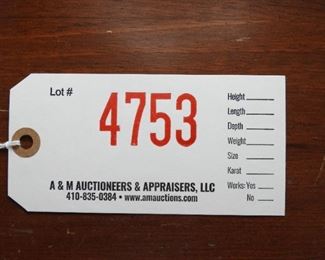 Lot #
4753
Height
Length
Depth
Weight
Size
Karat
Works: Yes
No
A & M AUCTIONEERS & APPRAISERS, LLC
410-835-0384 • www.amauctions.com